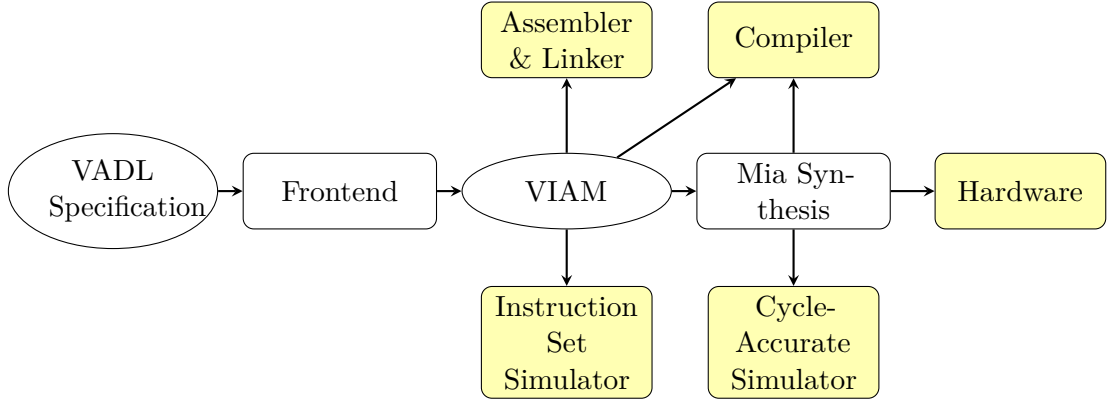 Assembler
& Linker
Compiler
VADL
Specification
Frontend
VIAM
Mia Syn-
thesis
Hardware
Instruction
Set
Simulator
Cycle-
Accurate
Simulator